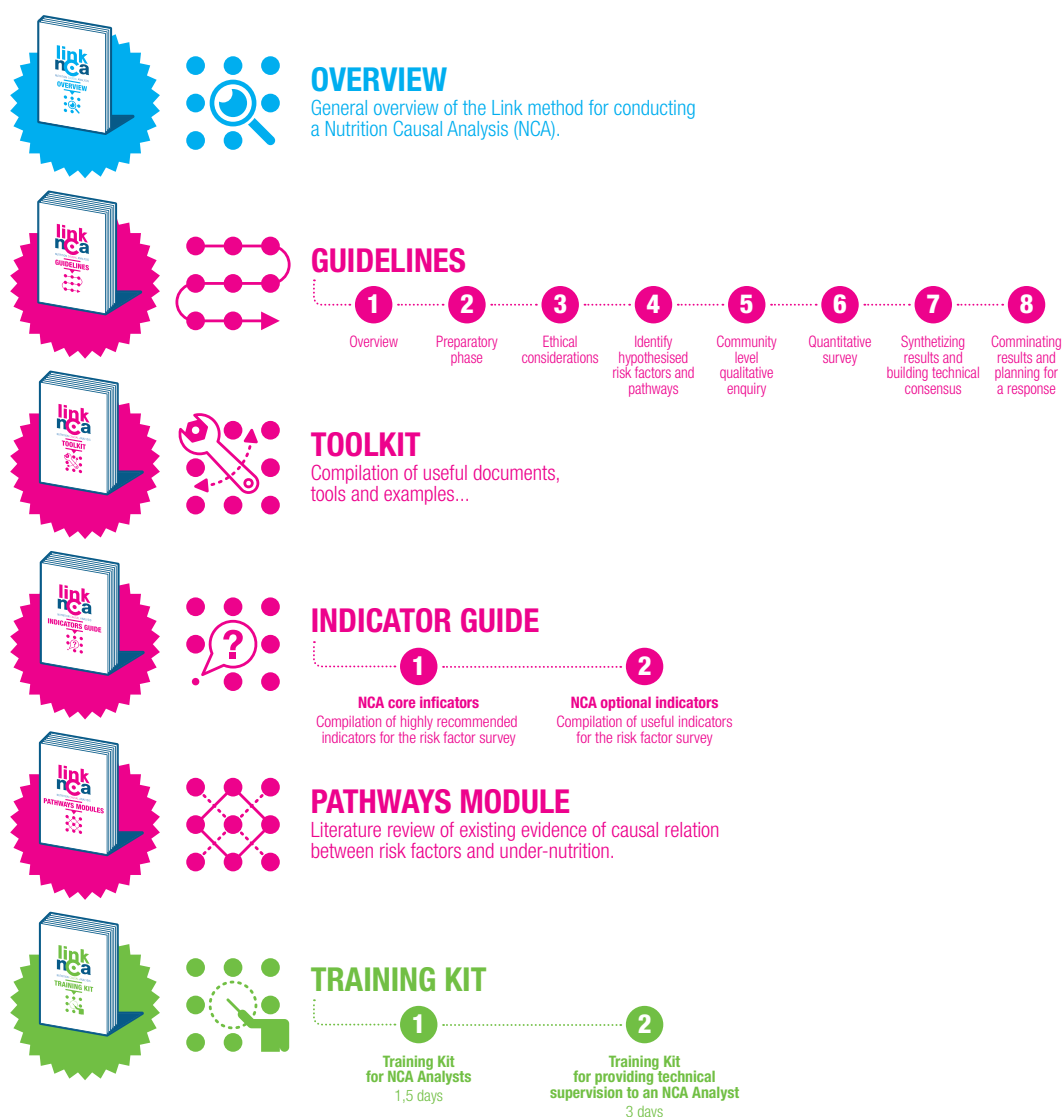 link
nca
OVERVIEW
OVERVIEW
General overview of the Link method for conducting
a Nutrition Causal Analysis (NCA).
link
nca
GUIDELINES
GUIDELINES
1 2 3 4 5 6 7 8
Overview
Preparatory
phase
Ethical
considerations
Identify
hypothesised
risk factors and
pathways
Community
level
qualitative
enquiry
Quantitative
survey
Synthetizing
results and
building technical
consensus
Comminating
results and
planning for
a response
link
nca
TOOLKIT
TOOLKIT
Compilation of useful documents,
tools and examples...
link
nca
INDICATORS GUIDE
?
INDICATOR GUIDE
1 2
NCA core inficators
Compilation of highly recommended
indicators for the risk factor survey
NCA optional indicators
Compilation of useful indicators
for the risk factor survey
link
nca
PATHWAYS MODULES
PATHWAYS MODULE
Literature review of existing evidence of causal relation
between risk factors and under-nutrition.
link
nca
TRAINING KIT
TRAINING KIT
1 2
Training Kit
for NCA Analysts
1,5 days
Training Kit
for providing technical
supervision to an NCA Analyst
3 days